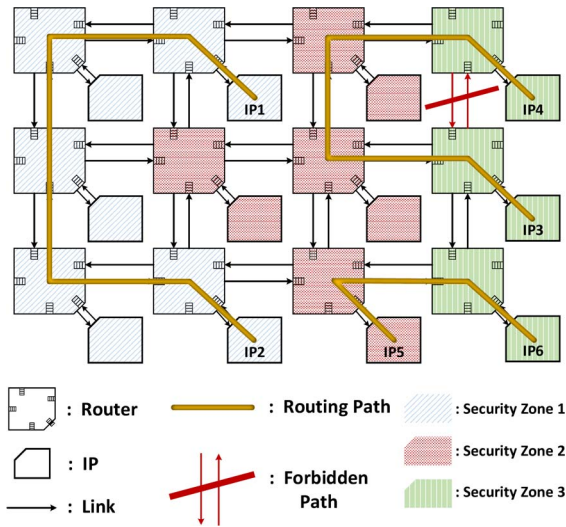 IP1
IP4
IP3
IP2
IP5
IP6
: Router
: Routing Path
: Security Zone 1
: IP
: Security Zone 2
: Link
: Forbidden
Path
: Security Zone 3